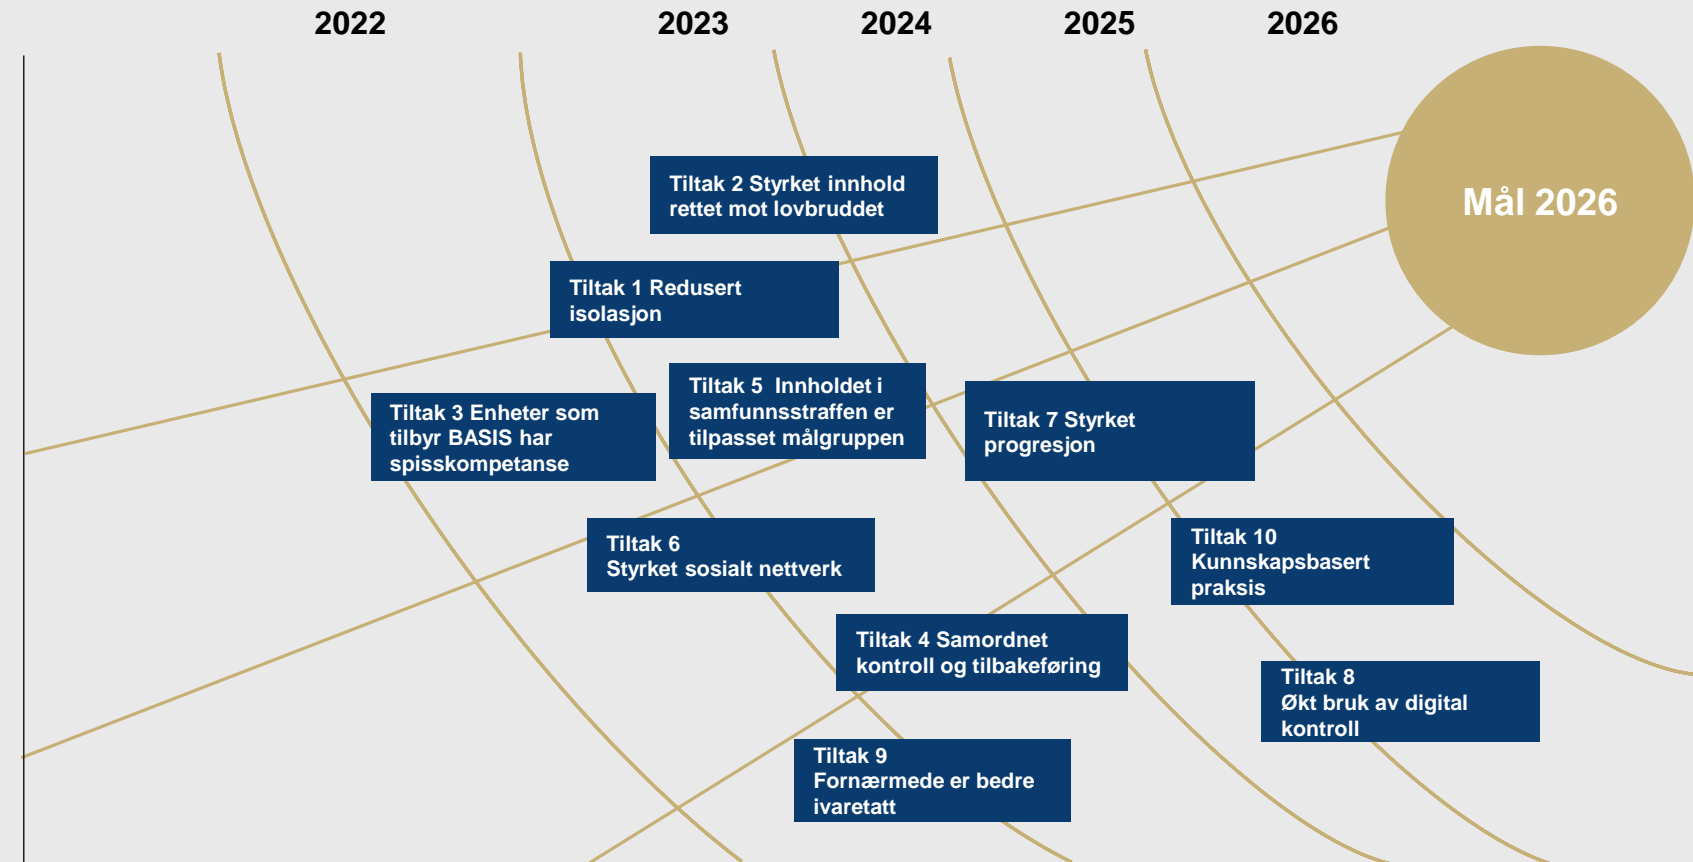 2022 2023 2024 2025 2026
Mål 2026
Tiltak 2 Styrket innhold
rettet mot lovbruddet
Tiltak 1 Redusert
isolasjon
Tiltak 5  Innholdet i
samfunnsstraffen er
tilpasset målgruppen
Tiltak 7 Styrket
progresjon
Tiltak 3 Enheter som
tilbyr BASIS har
spisskompetanse
Tiltak 6
Styrket sosialt nettverk
Tiltak 10
Kunnskapsbasert
praksis
Tiltak 4 Samordnet
kontroll og tilbakeføring
Tiltak 8
Økt bruk av digital
kontroll
Tiltak 9
Fornærmede er bedre
ivaretatt